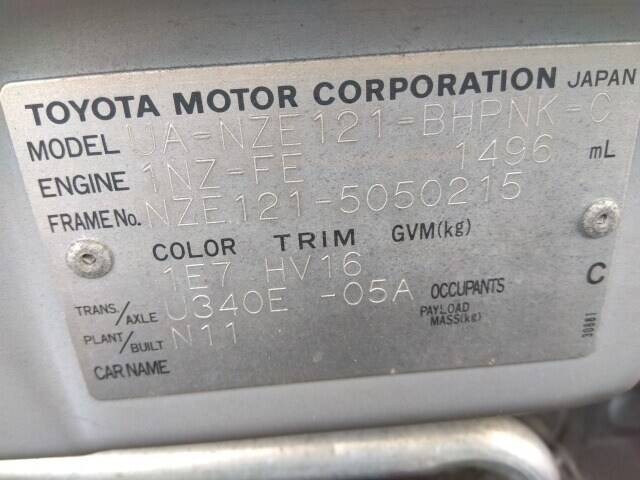 TOYOTA MOTOR CORPORATION JAPAN
MODEL UA-NZE121-BHPNK-C
ENGINE 1NZ-FE 1496 mL
FRAME No. NZE121-5050215
COLOR TRIM GVM(kg)
1E7 HV16 C
TRANS./AXLE U340E -05A OCCUPANTS
PAYLOAD MASS(kg)
PLANT/BUILT N11
CAR NAME
30881